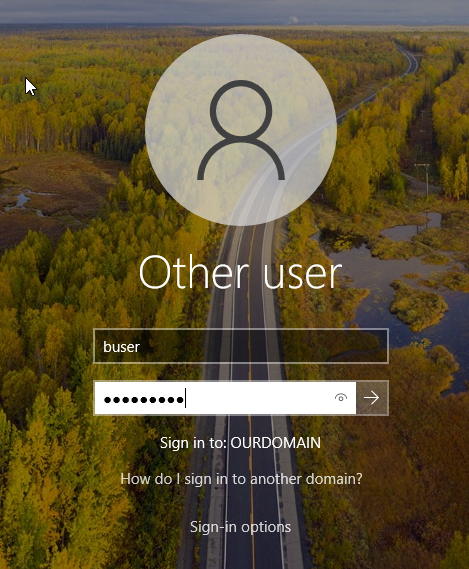 Other user
buser
●●●●●●●●●
Sign in to: OURDOMAIN
How do I sign in to another domain?
Sign-in options